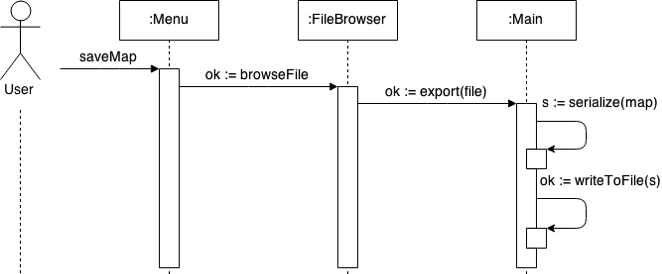 :Menu
:FileBrowser
:Main
saveMap
ok := browseFile
User
ok := export(file)
s := serialize(map)
ok := writeToFile(s)